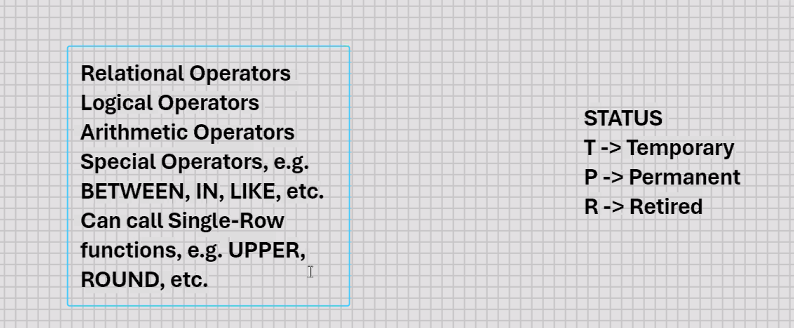 Relational Operators
Logical Operators
Arithmetic Operators
Special Operators, e.g.
BETWEEN, IN, LIKE, etc.
Can call Single-Row
functions, e.g. UPPER,
ROUND, etc.
STATUS
T -> Temporary
P -> Permanent
R -> Retired